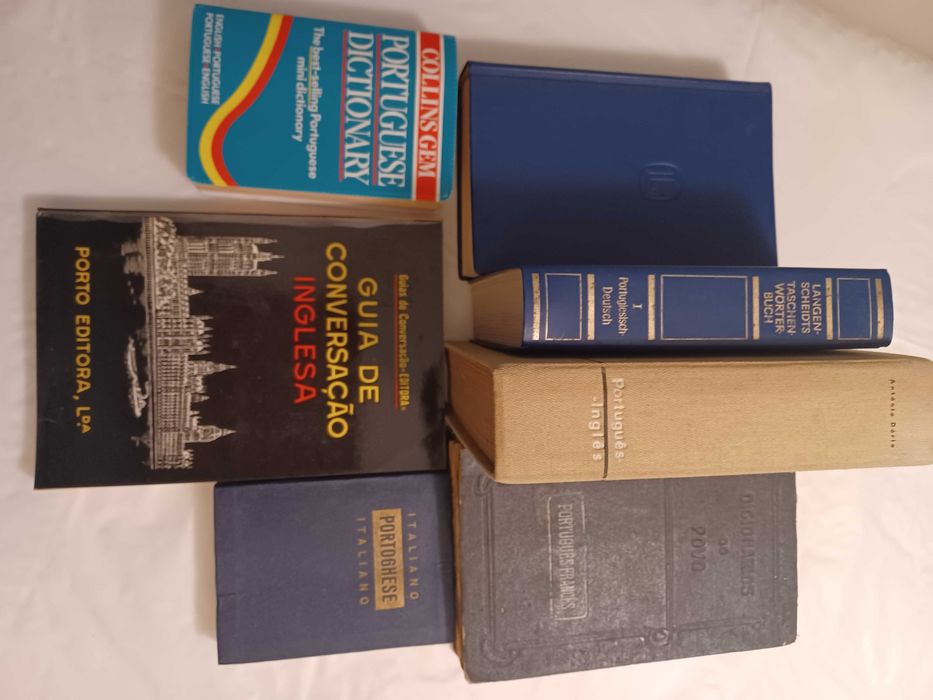 COLLINS GEM
PORTUGUESE
DICTIONARY
The best-selling Portuguese
mini dictionary
ENGLISH·PORTUGUESE
PORTUGUESE·ENGLISH
Guias de Conversação «EDITORA»
GUIA DE
CONVERSAÇÃO
INGLESA
PORTO EDITORA, L.DA
ITALIANO
PORTOGHESE
ITALIANO
L
LANGEN-
SCHEIDTS
TASCHEN-
WÖRTER-
BUCH
I
Portugiesisch-
Deutsch
António Dória
Português-
-Inglês
DICIONARIOS
DO
POVO
PORTUGUÊS-FRANCÊS